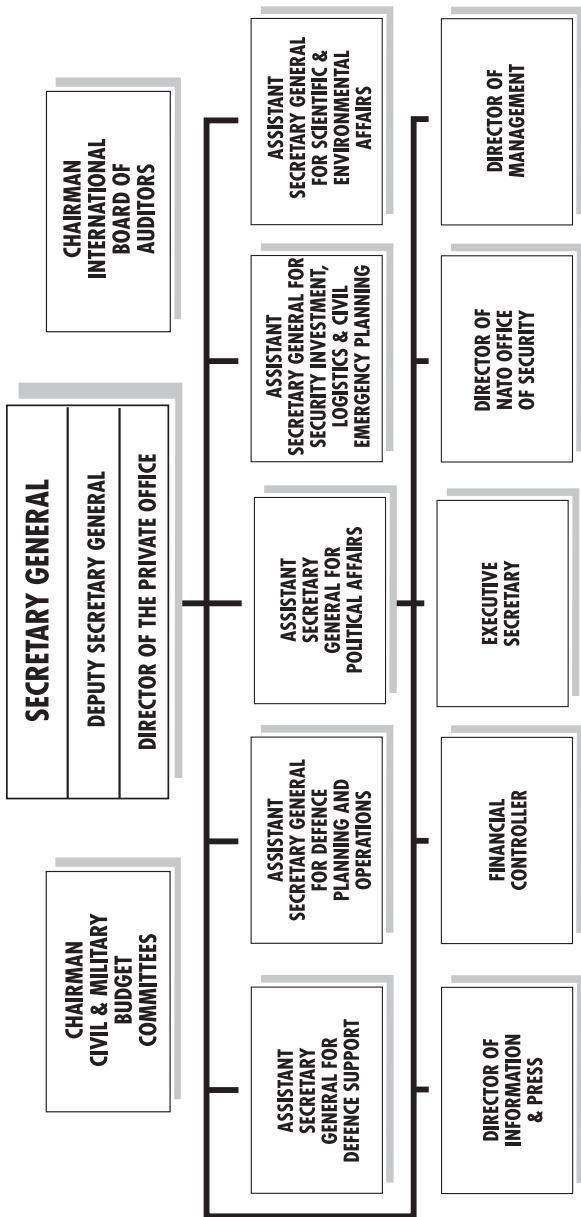 SECRETARY GENERAL
DEPUTY SECRETARY GENERAL
DIRECTOR OF THE PRIVATE OFFICE
CHAIRMAN
CIVIL & MILITARY
BUDGET
COMMITTEES
CHAIRMAN
INTERNATIONAL
BOARD OF
AUDITORS
ASSISTANT
SECRETARY
GENERAL FOR
DEFENCE SUPPORT
ASSISTANT
SECRETARY GENERAL
FOR DEFENCE
PLANNING AND
OPERATIONS
ASSISTANT
SECRETARY
GENERAL FOR
POLITICAL AFFAIRS
ASSISTANT
SECRETARY GENERAL FOR
SECURITY INVESTMENT,
LOGISTICS & CIVIL
EMERGENCY PLANNING
ASSISTANT
SECRETARY GENERAL
FOR SCIENTIFIC &
ENVIRONMENTAL
AFFAIRS
DIRECTOR OF
INFORMATION
& PRESS
FINANCIAL
CONTROLLER
EXECUTIVE
SECRETARY
DIRECTOR OF
NATO OFFICE
OF SECURITY
DIRECTOR OF
MANAGEMENT